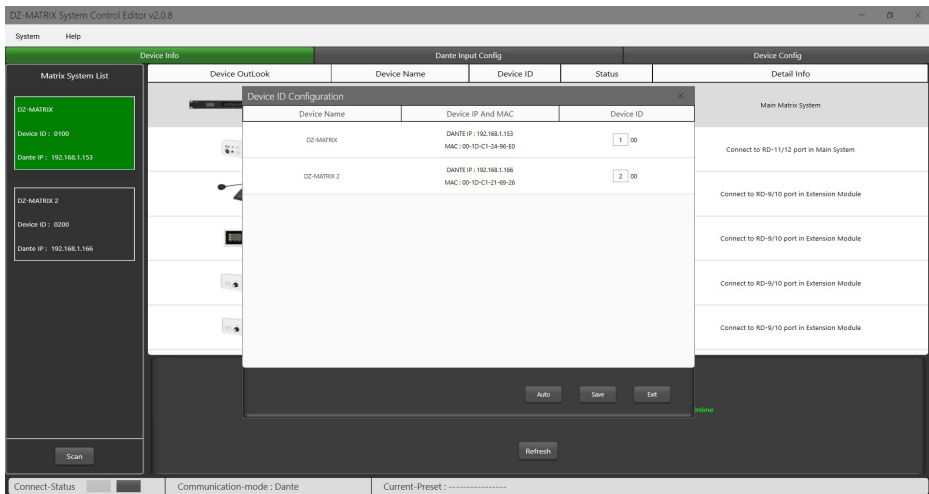 DZ-MATRIX System Control Editor v2.0.8
System Help
Device Info Dante Input Config Device Config
Matrix System List
Device OutLook Device Name Device ID Status Detail Info
DZ-MATRIX
Device ID : 0100
Dante IP : 192.168.1.153
DZ-MATRIX 2
Device ID : 0200
Dante IP : 192.168.1.166
Scan
Device ID Configuration
Device Name Device IP And MAC Device ID
DZ-MATRIX
DANTE IP : 192.168.1.153
MAC : 00-1D-C1-24-96-E0
1 00
DZ-MATRIX 2
DANTE IP : 192.168.1.166
MAC : 00-1D-C1-21-69-26
2 00
Auto Save Exit
Main Matrix System
Connect to RD-11/12 port in Main System
Connect to RD-9/10 port in Extension Module
Connect to RD-9/10 port in Extension Module
Connect to RD-9/10 port in Extension Module
Connect to RD-9/10 port in Extension Module
Online
Refresh
Connect-Status Communication-mode : Dante Current-Preset : ----------------